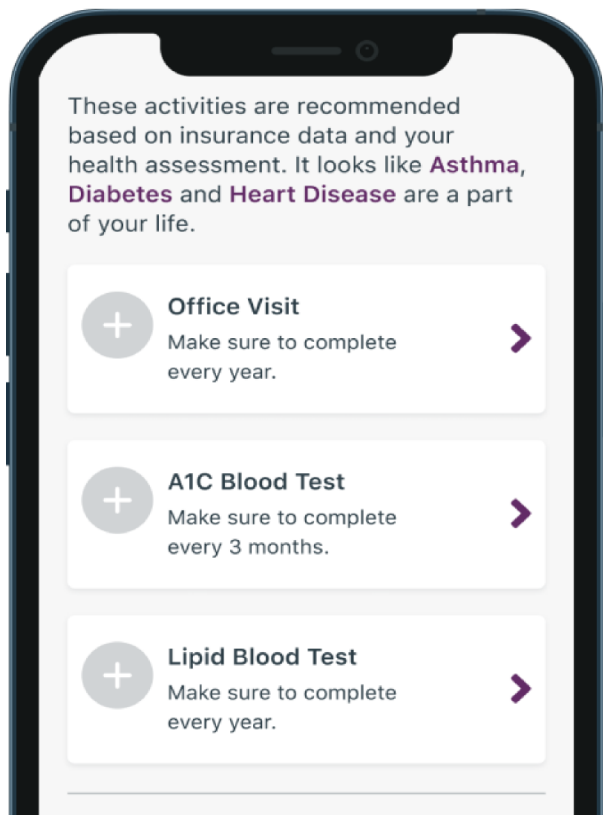 These activities are recommended
based on insurance data and your
health assessment. It looks like Asthma,
Diabetes and Heart Disease are a part
of your life.
Office Visit
Make sure to complete
every year.
A1C Blood Test
Make sure to complete
every 3 months.
Lipid Blood Test
Make sure to complete
every year.